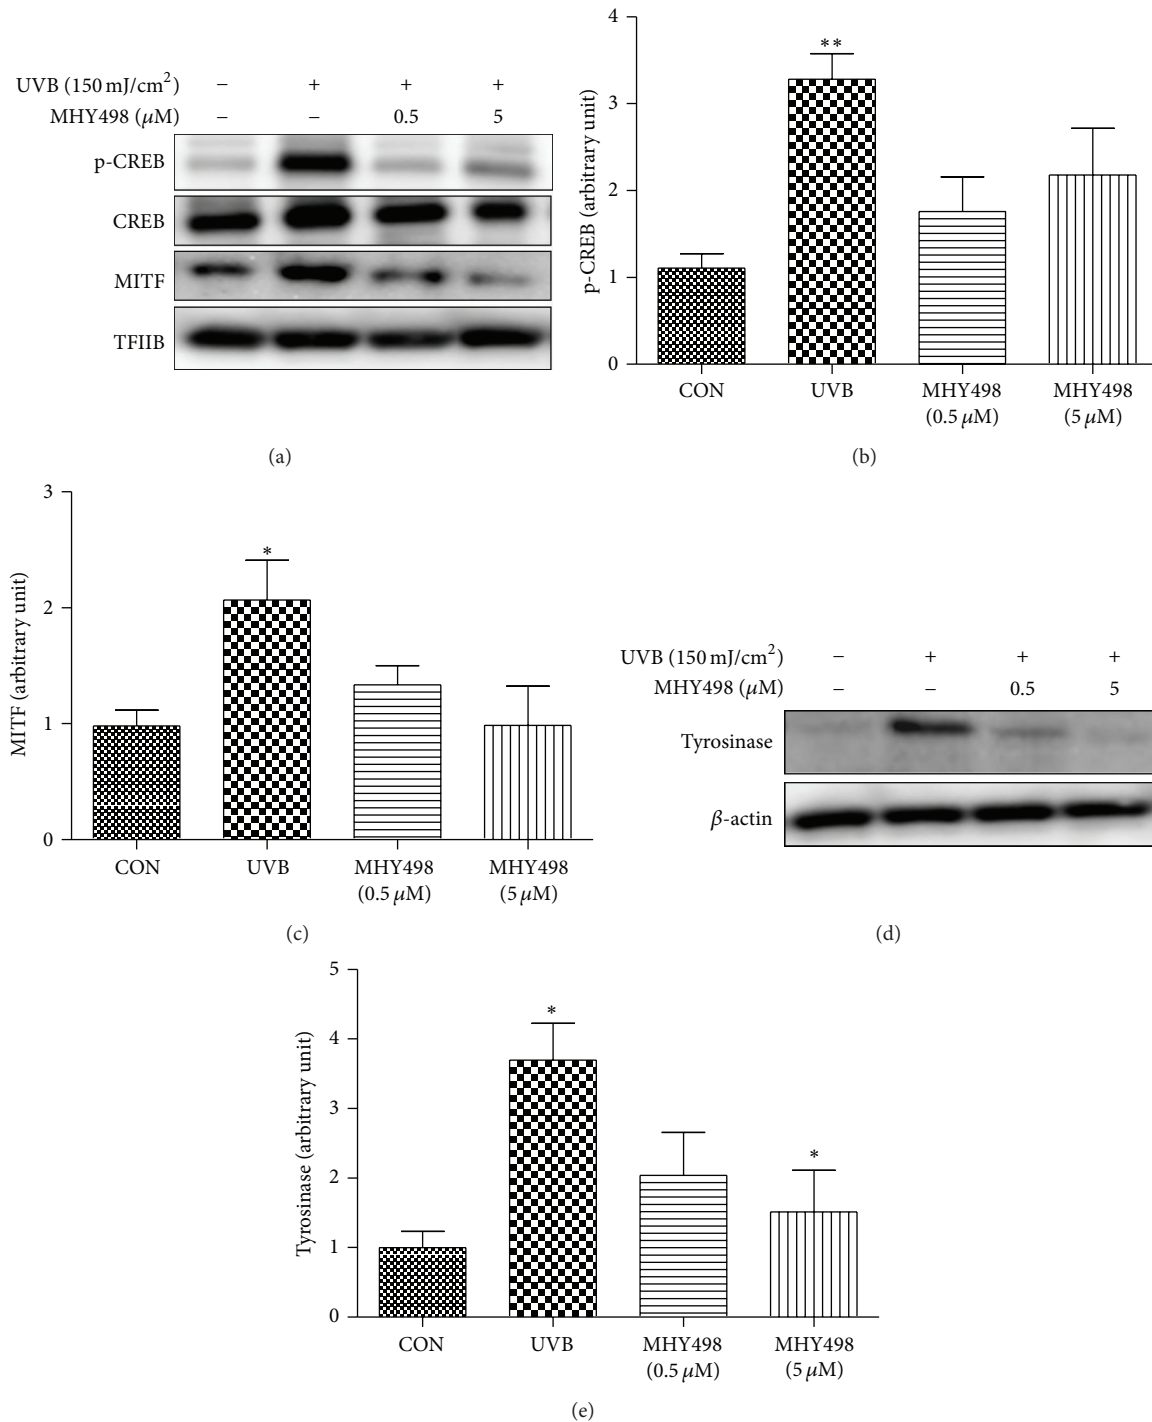 UVB (150 mJ/cm²) − + + +
MHY498 (μM) − − 0.5 5
p-CREB
CREB
MITF
TFIIB
(a)
p-CREB (arbitrary unit)
4
3
2
1
0
**
CON UVB MHY498 MHY498
(0.5 μM) (5 μM)
(b)
MITF (arbitrary unit)
3
2
1
0
*
CON UVB MHY498 MHY498
(0.5 μM) (5 μM)
(c)
UVB (150 mJ/cm²) − + + +
MHY498 (μM) − − 0.5 5
Tyrosinase
β-actin
(d)
Tyrosinase (arbitrary unit)
5
4
3
2
1
0
*
*
CON UVB MHY498 MHY498
(0.5 μM) (5 μM)
(e)